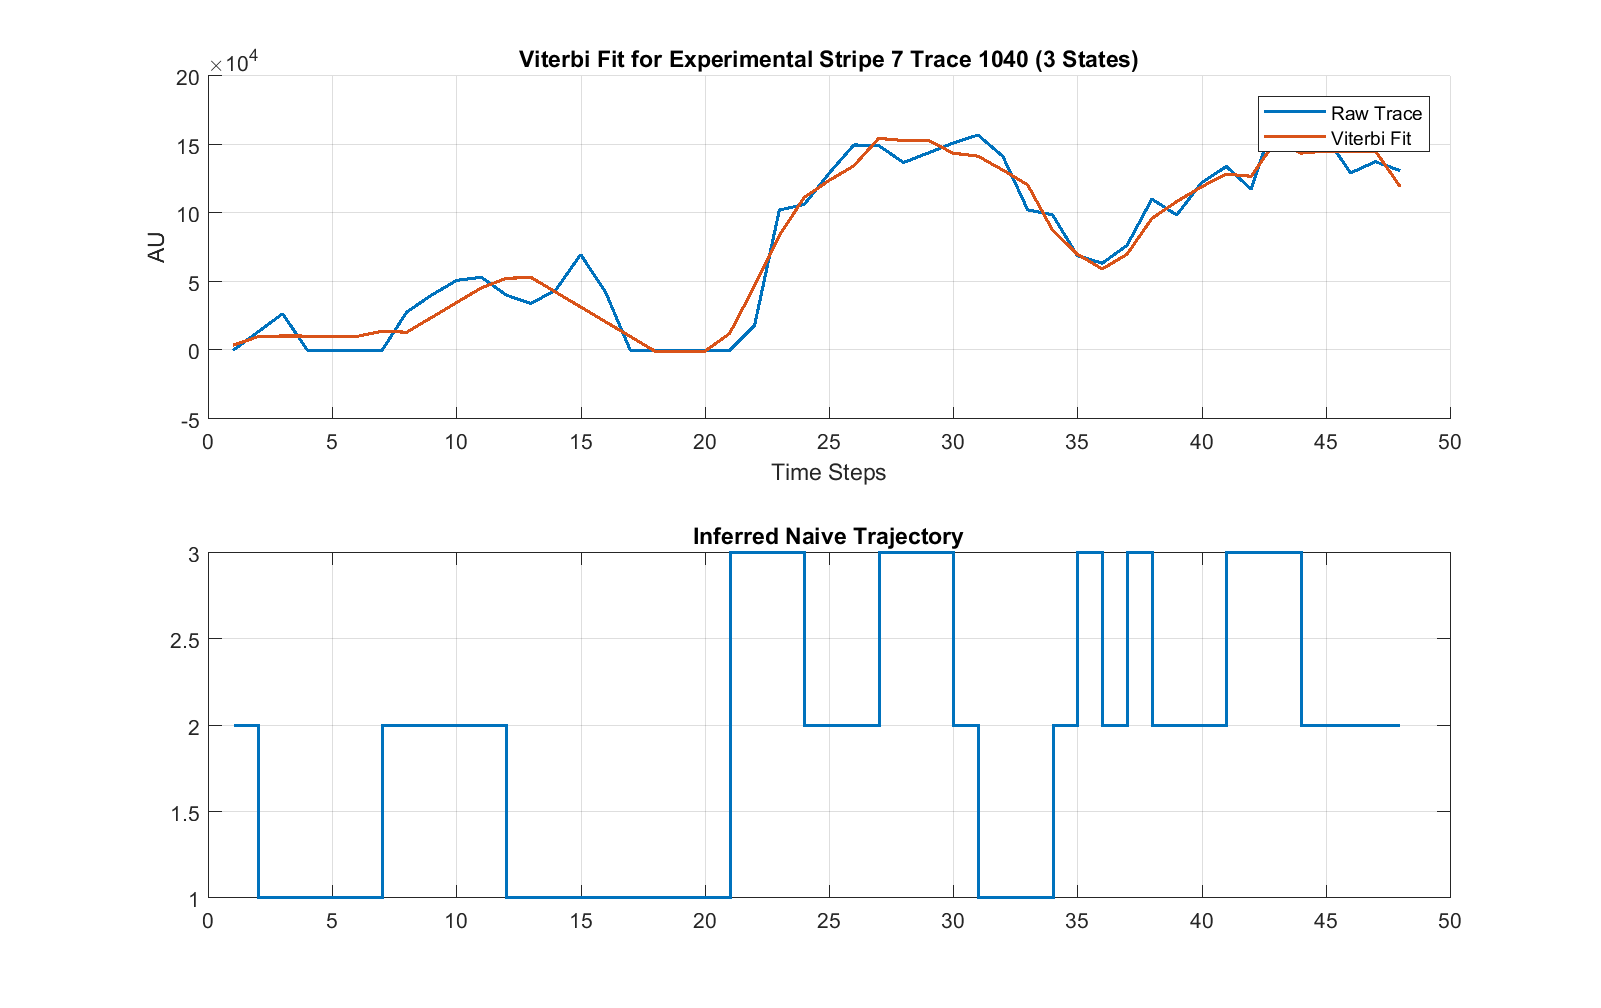 Viterbi Fit for Experimental Stripe 7 Trace 1040 (3 States)
×10⁴
20
15
10
5
0
-5
AU
Raw Trace
Viterbi Fit
0 5 10 15 20 25 30 35 40 45 50
Time Steps
Inferred Naive Trajectory
3
2.5
2
1.5
1
0 5 10 15 20 25 30 35 40 45 50